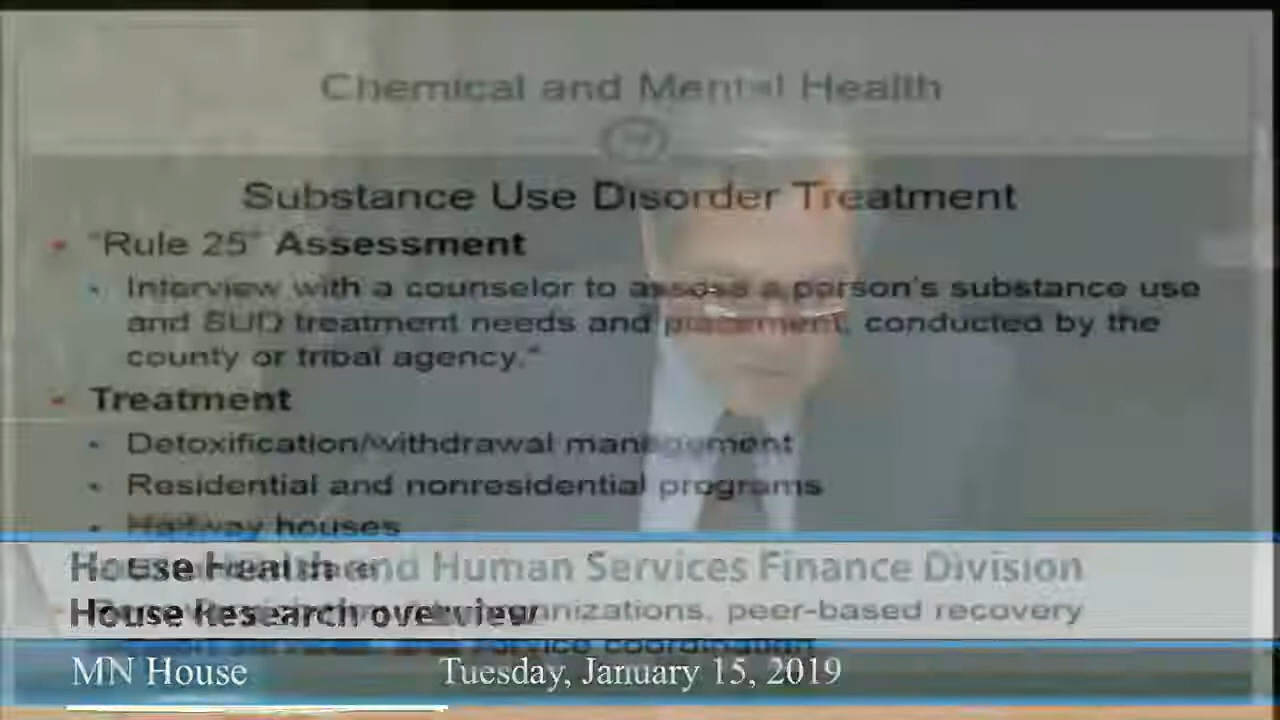 Chemical and Mental Health
Substance Use Disorder Treatment
• "Rule 25" Assessment
• Interview with a counselor to assess a person's substance use
and SUD treatment needs and placement, conducted by the
county or tribal agency."
• Treatment
• Detoxification/withdrawal management
• Residential and nonresidential programs
• Halfway houses
House Health and Human Services Finance Division
House Research overview
organizations, peer-based recovery
service coordination
MN House
Tuesday, January 15, 2019